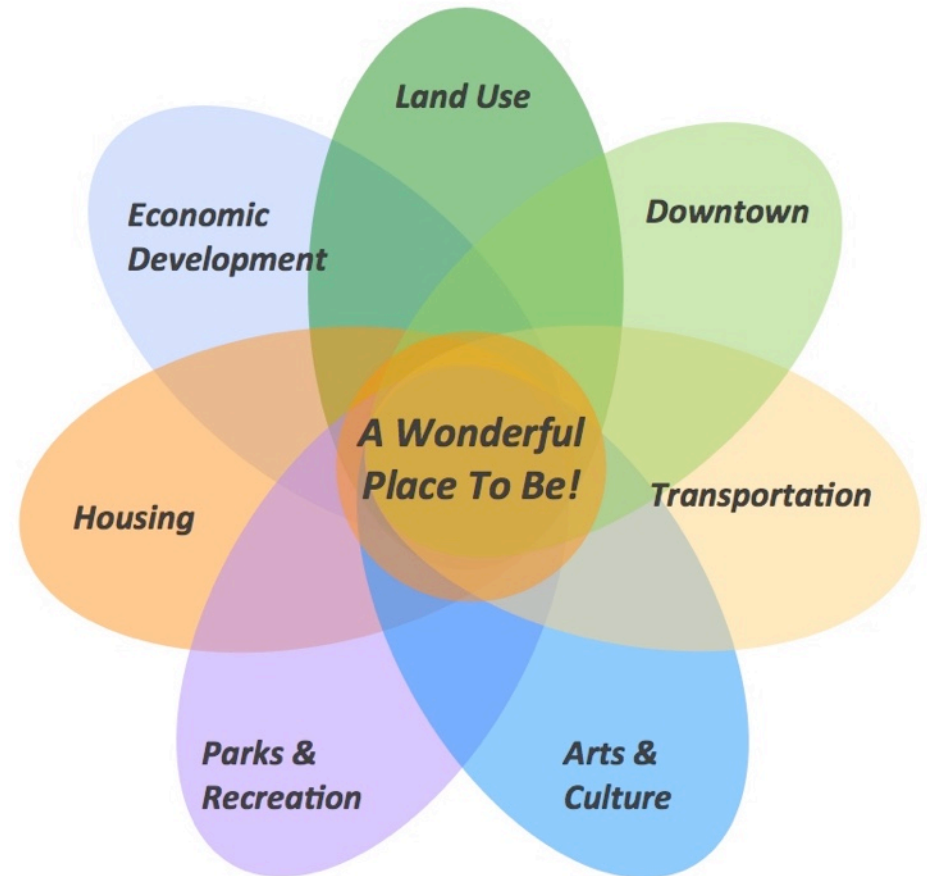 Land Use
Economic
Development
Downtown
A Wonderful
Place To Be!
Transportation
Housing
Parks &
Recreation
Arts &
Culture